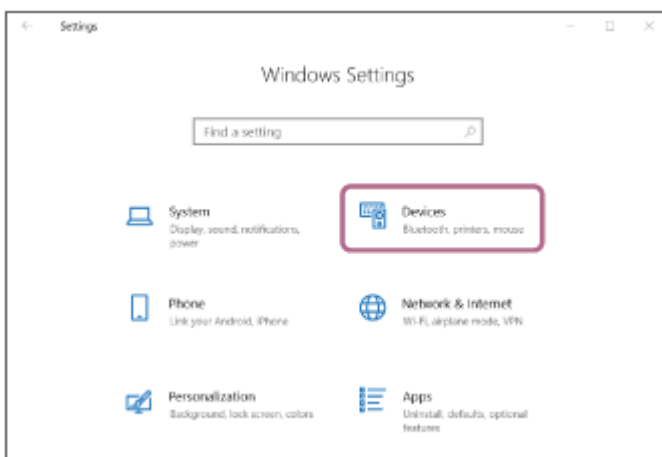 Settings
Windows Settings
Find a setting
System
Display, sound, notifications,
power
Devices
Bluetooth, printers, mouse
Phone
Link your Android, iPhone
Network & Internet
Wi-Fi, airplane mode, VPN
Personalization
Background, lock screen, colors
Apps
Uninstall, defaults, optional
features